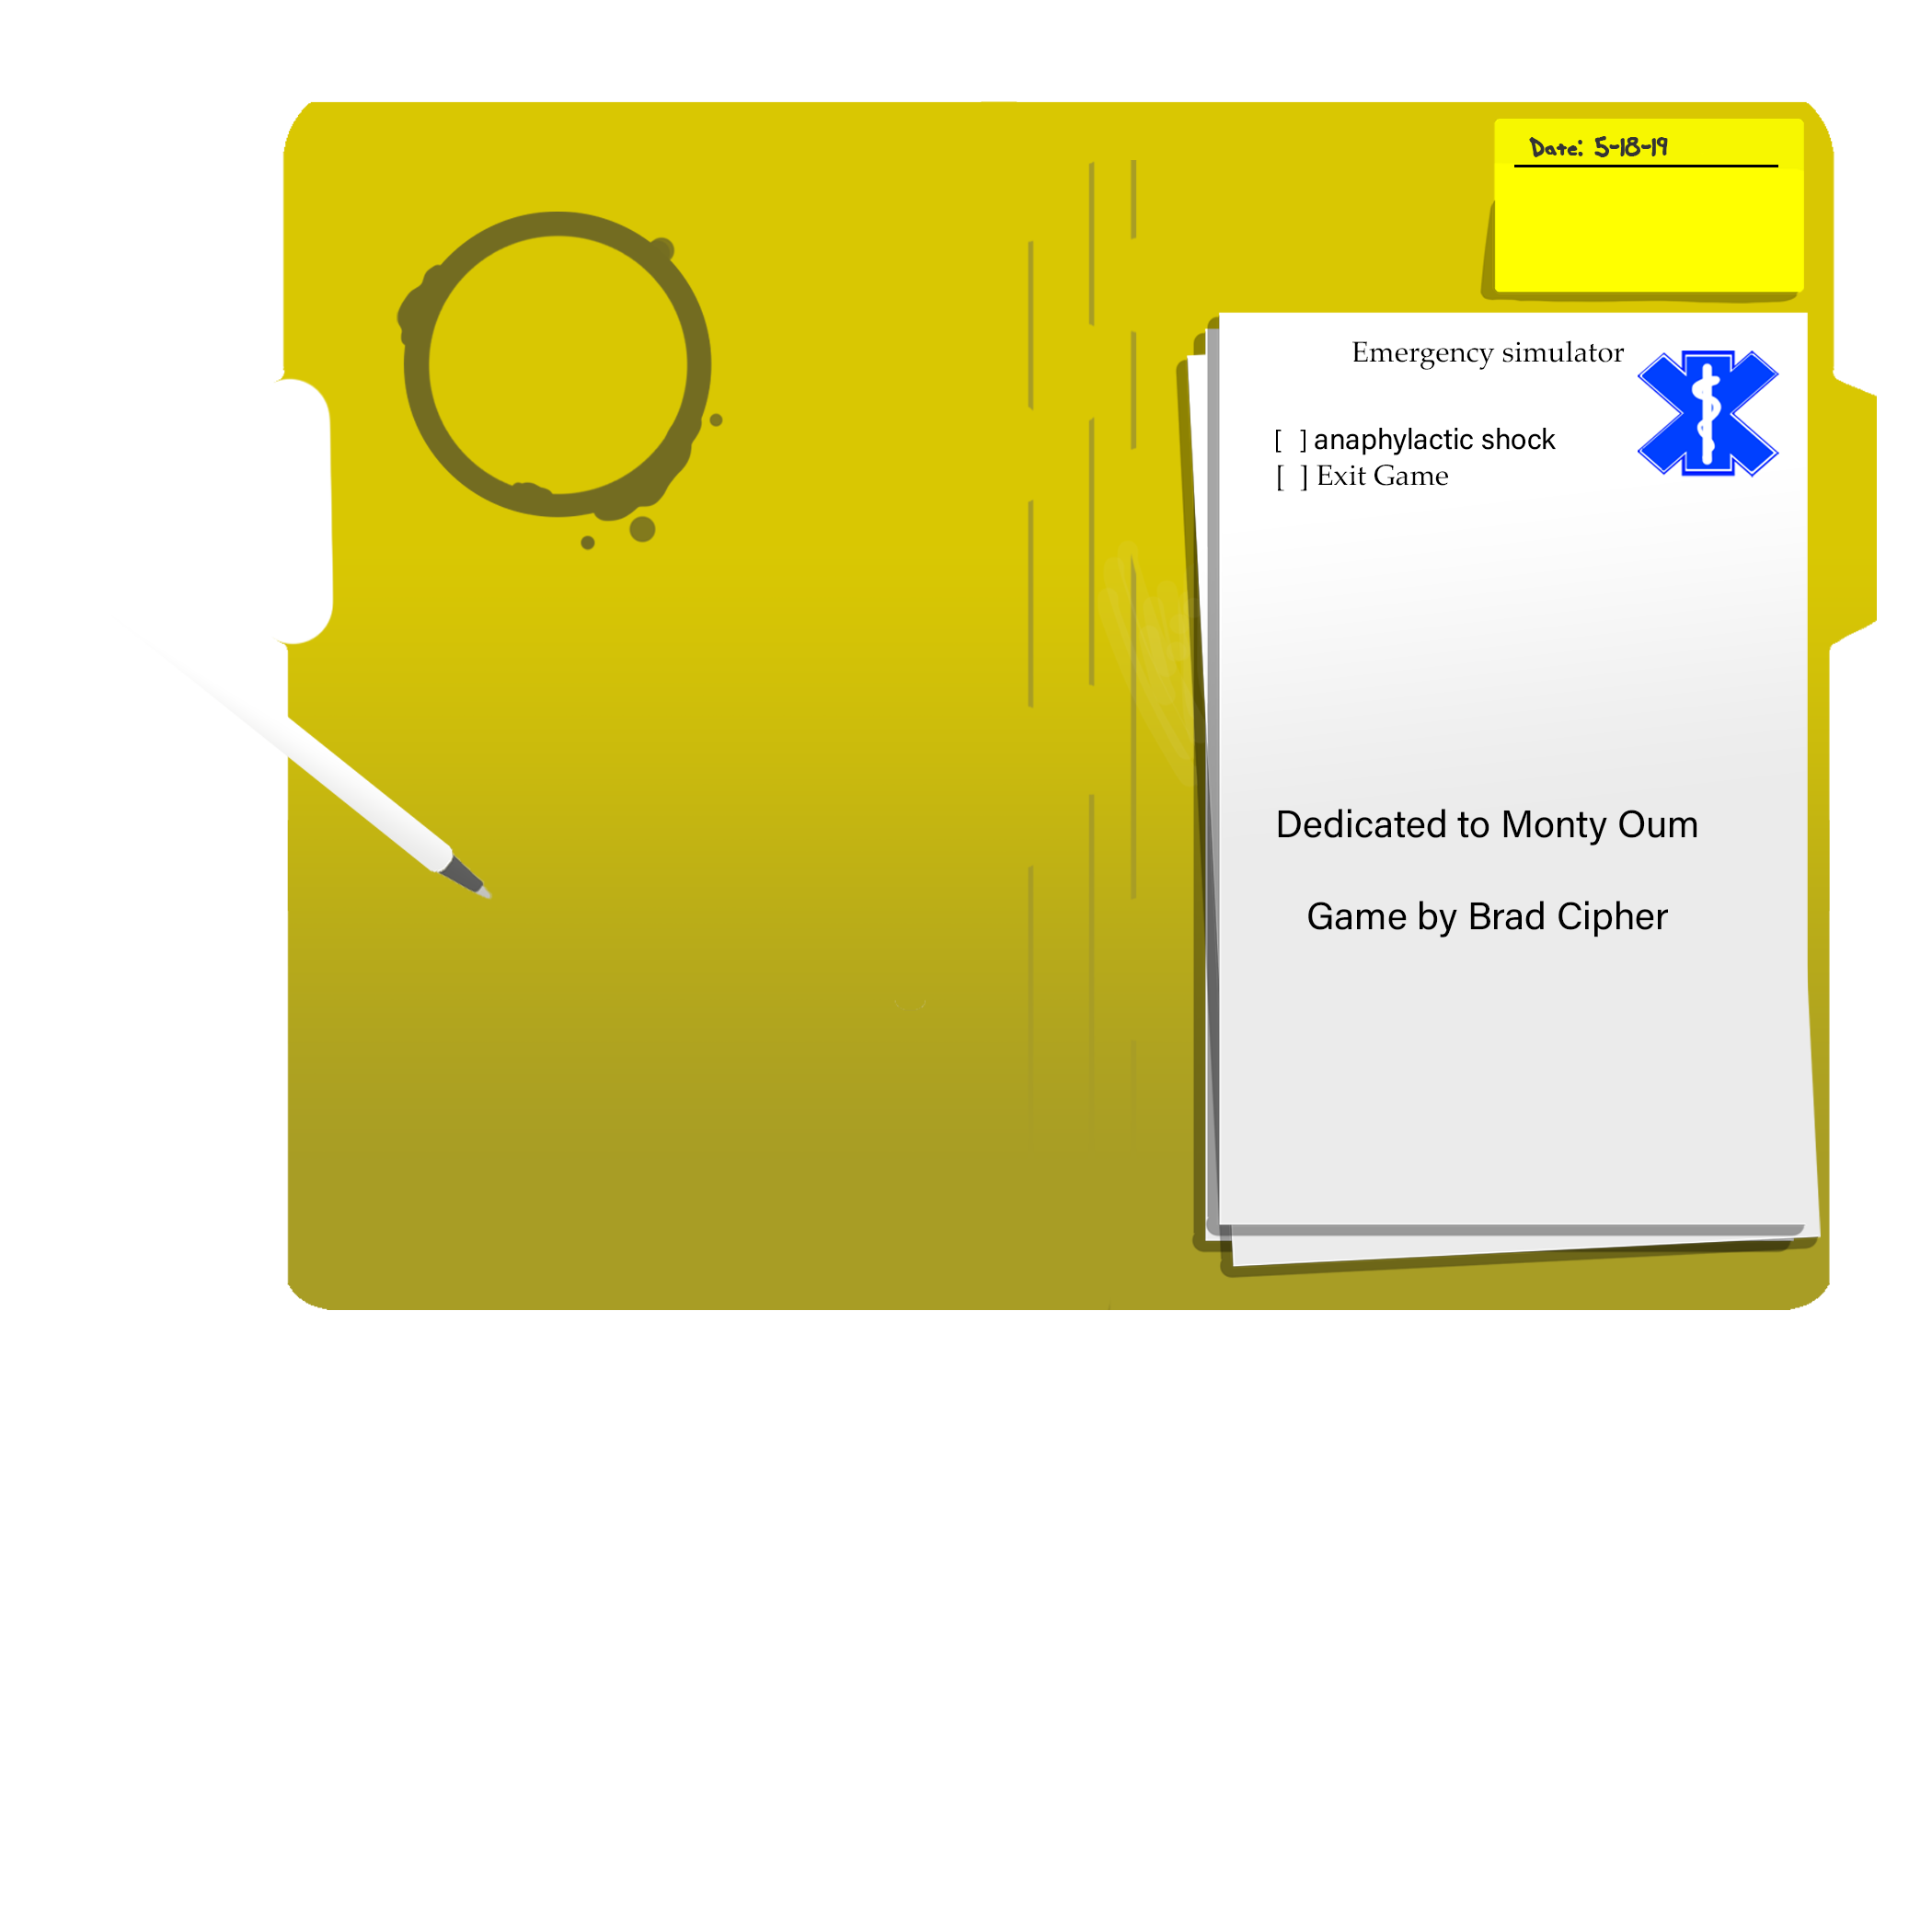 Date: 5-18-19
Emergency simulator
[ ] anaphylactic shock
[ ] Exit Game
Dedicated to Monty Oum
Game by Brad Cipher